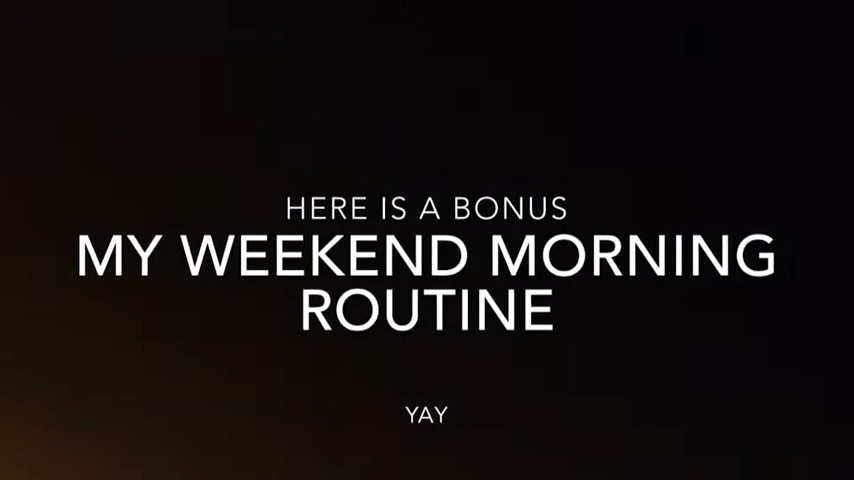 HERE IS A BONUS
MY WEEKEND MORNING
ROUTINE
YAY